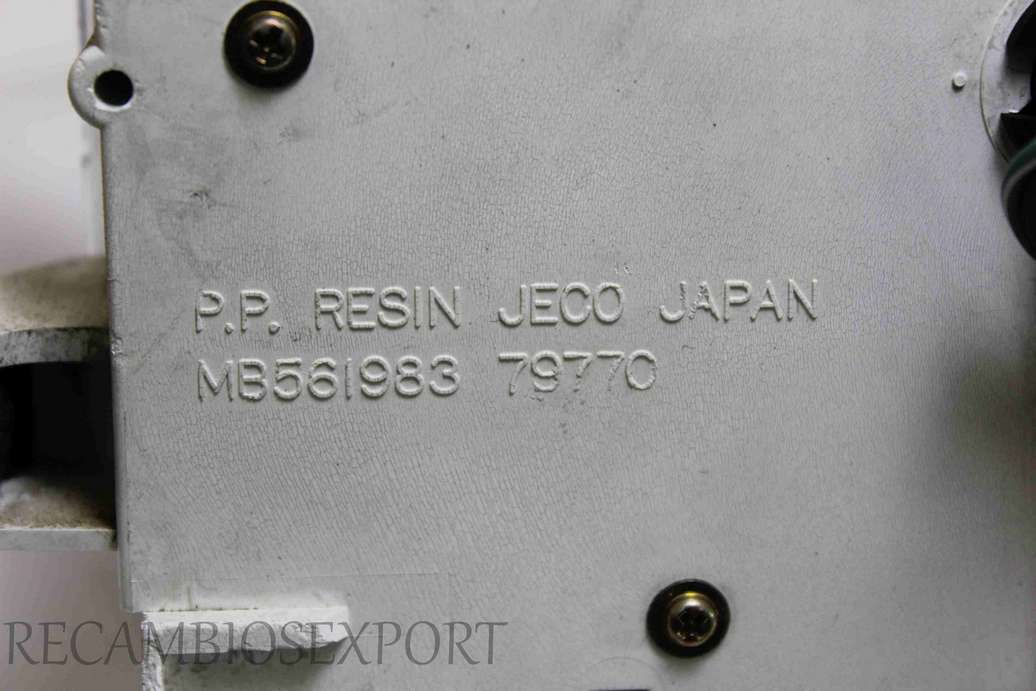 P.P. RESIN JECO JAPAN
MB561983 79770
RECAMBIOSEXPORT